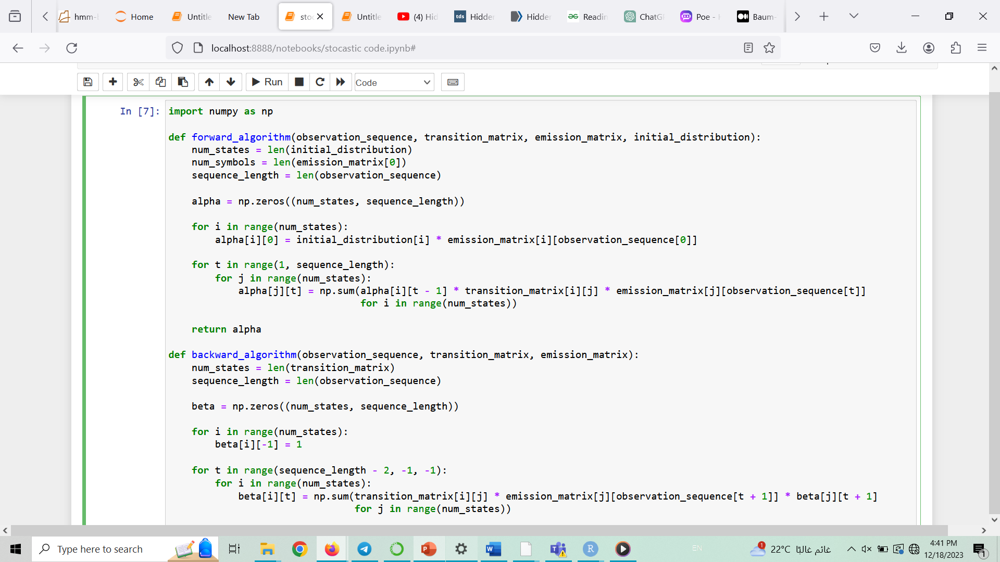 hmm-
Home
Untitle
New Tab
stoc
Untitle
(4) Hid
tds
Hidder
Hidder
Readin
ChatG
Poe -
Baum-
localhost:8888/notebooks/stocastic code.ipynb#
Run
Code
In [7]:
import numpy as np
def forward_algorithm(observation_sequence, transition_matrix, emission_matrix, initial_distribution):
    num_states = len(initial_distribution)
    num_symbols = len(emission_matrix[0])
    sequence_length = len(observation_sequence)
    alpha = np.zeros((num_states, sequence_length))
    for i in range(num_states):
        alpha[i][0] = initial_distribution[i] * emission_matrix[i][observation_sequence[0]]
    for t in range(1, sequence_length):
        for j in range(num_states):
            alpha[j][t] = np.sum(alpha[i][t - 1] * transition_matrix[i][j] * emission_matrix[j][observation_sequence[t]]
                                 for i in range(num_states))
    return alpha
def backward_algorithm(observation_sequence, transition_matrix, emission_matrix):
    num_states = len(transition_matrix)
    sequence_length = len(observation_sequence)
    beta = np.zeros((num_states, sequence_length))
    for i in range(num_states):
        beta[i][-1] = 1
    for t in range(sequence_length - 2, -1, -1):
        for i in range(num_states):
            beta[i][t] = np.sum(transition_matrix[i][j] * emission_matrix[j][observation_sequence[t + 1]] * beta[j][t + 1]
                                for j in range(num_states))
Type here to search
EN
1
22°C
غائم غالبًا
4:41 PM
12/18/2023
1